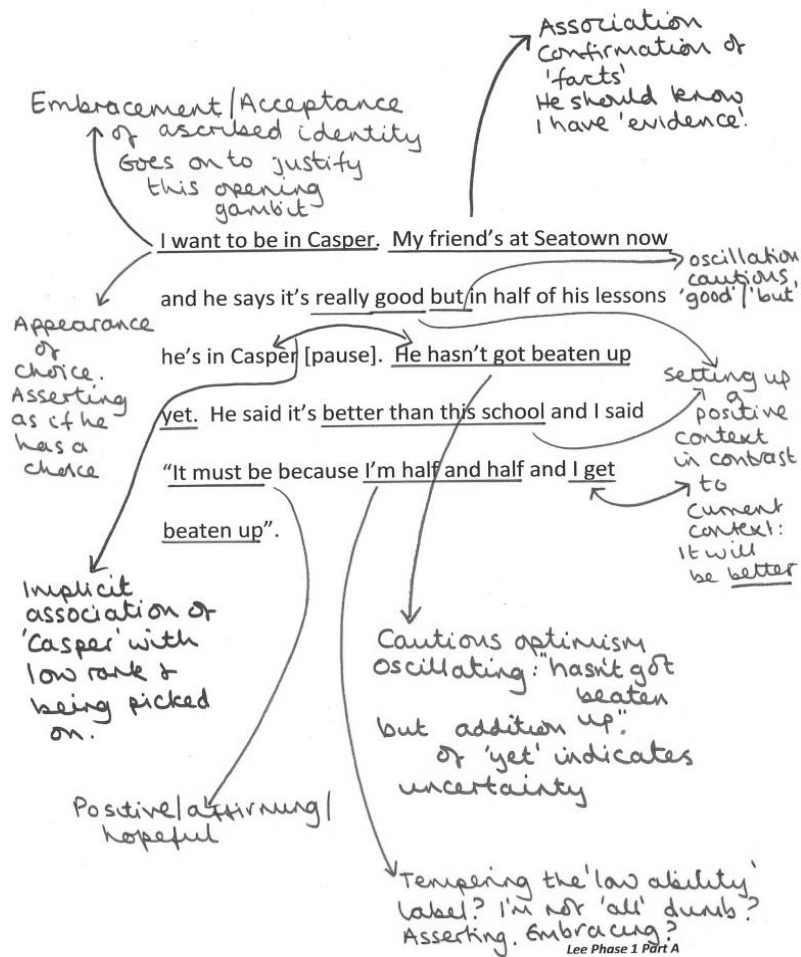 Association
Confirmation of
'facts'
He should know
I have 'evidence'.
Embracement/Acceptance
of ascribed identity
Goes on to justify
this opening
gambit
I want to be in Casper. My friend's at Seatown now
and he says it's really good but in half of his lessons
he's in Casper [pause]. He hasn't got beaten up
yet. He said it's better than this school and I said
"It must be because I'm half and half and I get
beaten up".
oscillation
cautious
'good'/'but'
Appearance
of
choice.
Asserting
as if he
has a
choice
setting up
a
positive
context
in contrast
to
current
context:
It will
be better
Implicit
association of
'Casper' with
low rank &
being picked
on.
Cautious optimism
oscillating: "hasn't got
beaten
up".
but addition
of 'yet' indicates
uncertainty
Positive/affirming/
hopeful
Tempering the 'low ability'
label? I'm not 'all' dumb?
Asserting. Embracing?
Lee Phase 1 Part A